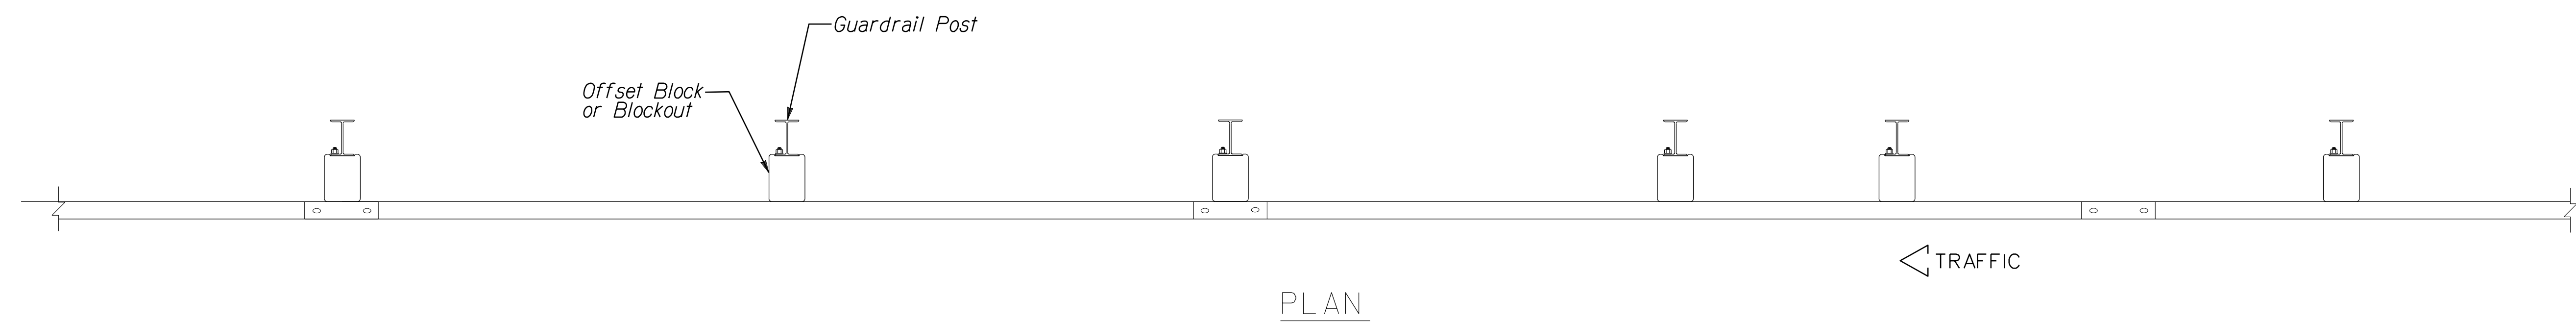 Guardrail Post
Offset Block
or Blockout
TRAFFIC
PLAN